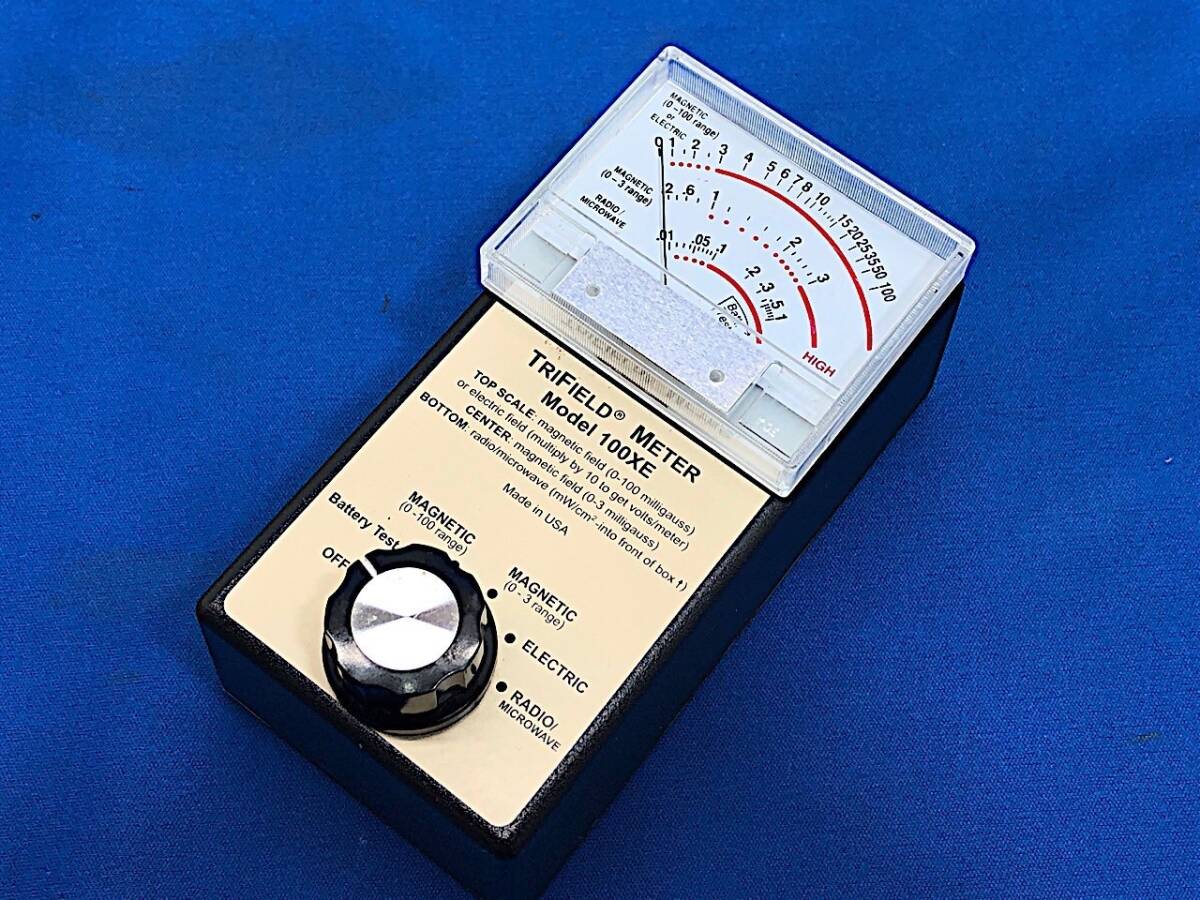 MAGNETIC
(0-100 range)
or
ELECTRIC
0 1 2 3 4 5 6 7 8 10 15 20 25 35 50 100
MAGNETIC
(0-3 range)
.2 .6 1 2 3
RADIO/
MICROWAVE
.01 .05 .1 .2 .3 .5 1
HIGH
TRIFIELD® METER
Model 100XE
TOP SCALE: magnetic field (0-100 milligauss)
or electric field (multiply by 10 to get volts/meter)
CENTER: magnetic field (0-3 milligauss)
BOTTOM: radio/microwave (mW/cm²-into front of box ↑)
Made in USA
OFF
Battery Test
MAGNETIC
(0-100 range)
MAGNETIC
(0-3 range)
ELECTRIC
RADIO/
MICROWAVE